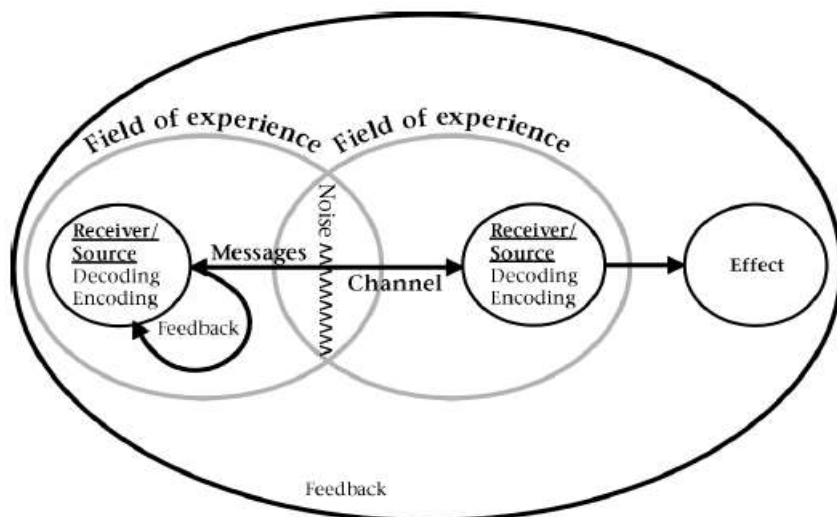 Field of experience
Field of experience
Noise ʌʌʌʌʌʌʌʌʌʌ
Receiver/
Source
Decoding
Encoding
Messages
Channel
Feedback
Receiver/
Source
Decoding
Encoding
Effect
Feedback